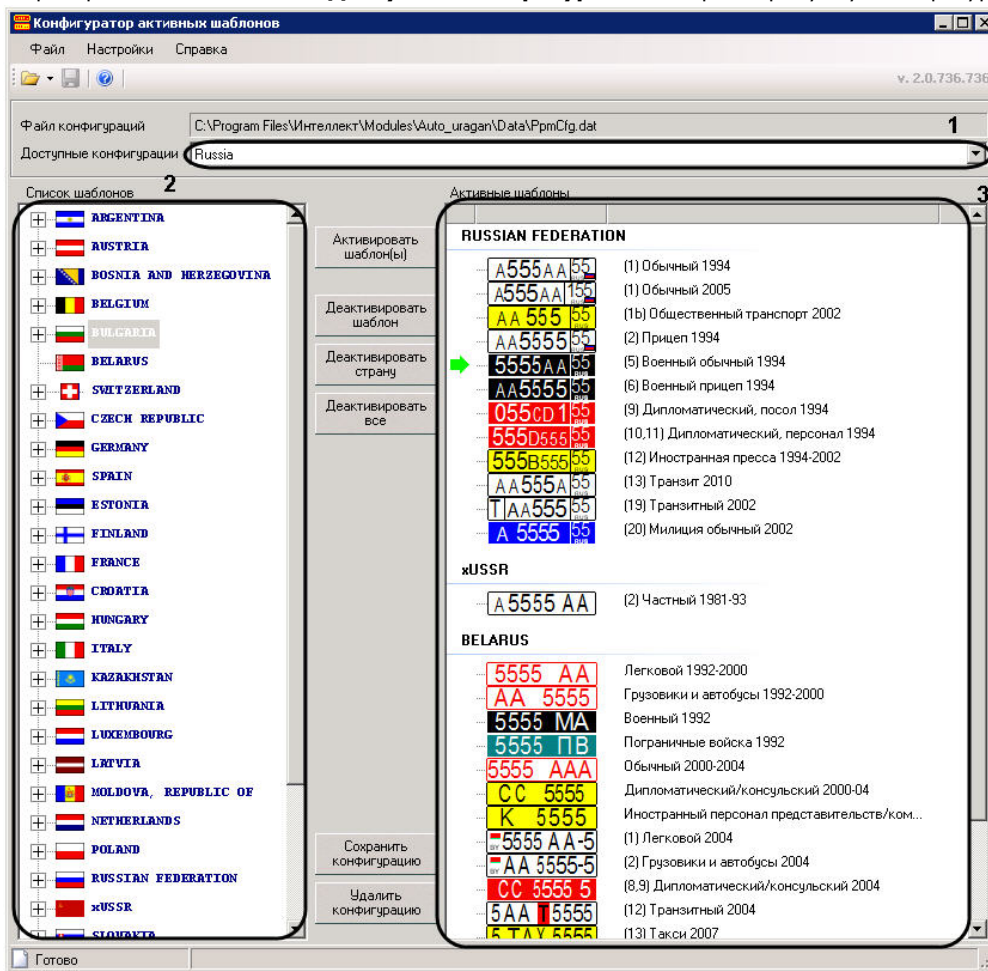 Конфигуратор активных шаблонов
Файл Настройки Справка
v. 2.0.736.736
Файл конфигураций C:\Program Files\Интеллект\Modules\Auto_uragan\Data\PpmCfg.dat 1
Доступные конфигурации Russia
Список шаблонов 2
ARGENTINA
AUSTRIA
BOSNIA AND HERZEGOVINA
BELGIUM
BULGARIA
BELARUS
SWITZERLAND
CZECH REPUBLIC
GERMANY
SPAIN
ESTONIA
FINLAND
FRANCE
CROATIA
HUNGARY
ITALY
KAZAKHSTAN
LITHUANIA
LUXEMBOURG
LATVIA
MOLDOVA, REPUBLIC OF
NETHERLANDS
POLAND
RUSSIAN FEDERATION
xUSSR
SLOVAKIA
Активировать
шаблон(ы)
Деактивировать
шаблон
Деактивировать
страну
Деактивировать
все
Сохранить
конфигурацию
Удалить
конфигурацию
Активные шаблоны 3
RUSSIAN FEDERATION
A555AA 55 (1) Обычный 1994
A555AA 155 (1) Обычный 2005
AA 555 55 (1b) Общественный транспорт 2002
AA5555 55 (2) Прицеп 1994
5555AA 55 (5) Военный обычный 1994
AA5555 55 (6) Военный прицеп 1994
055CD 1 55 (9) Дипломатический, посол 1994
555D555 55 (10,11) Дипломатический, персонал 1994
555B555 55 (12) Иностранная пресса 1994-2002
AA555A 55 (13) Транзит 2010
T AA555 55 (19) Транзитный 2002
A 5555 55 (20) Милиция обычный 2002
xUSSR
A 5555 AA (2) Частный 1981-93
BELARUS
5555 AA Легковой 1992-2000
AA 5555 Грузовики и автобусы 1992-2000
5555 MA Военный 1992
5555 ПВ Пограничные войска 1992
5555 AAA Обычный 2000-2004
CC 5555 Дипломатический/консульский 2000-04
K 5555 Иностранный персонал представительств/ком...
5555 AA-5 (1) Легковой 2004
AA 5555-5 (2) Грузовики и автобусы 2004
CC 5555 5 (8,9) Дипломатический/консульский 2004
5AA T 5555 (12) Транзитный 2004
5 TAX 5555 (13) Такси 2007
Готово